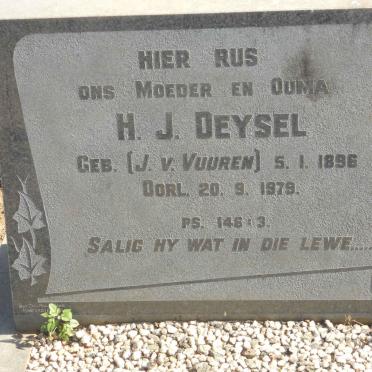 HIER RUS
ONS MOEDER EN OUMA
H. J. DEYSEL
GEB. (J. V. VUUREN) 5. 1. 1896
OORL. 20. 9. 1979.
PS. 146:3.
SALIG HY WAT IN DIE LEWE.....